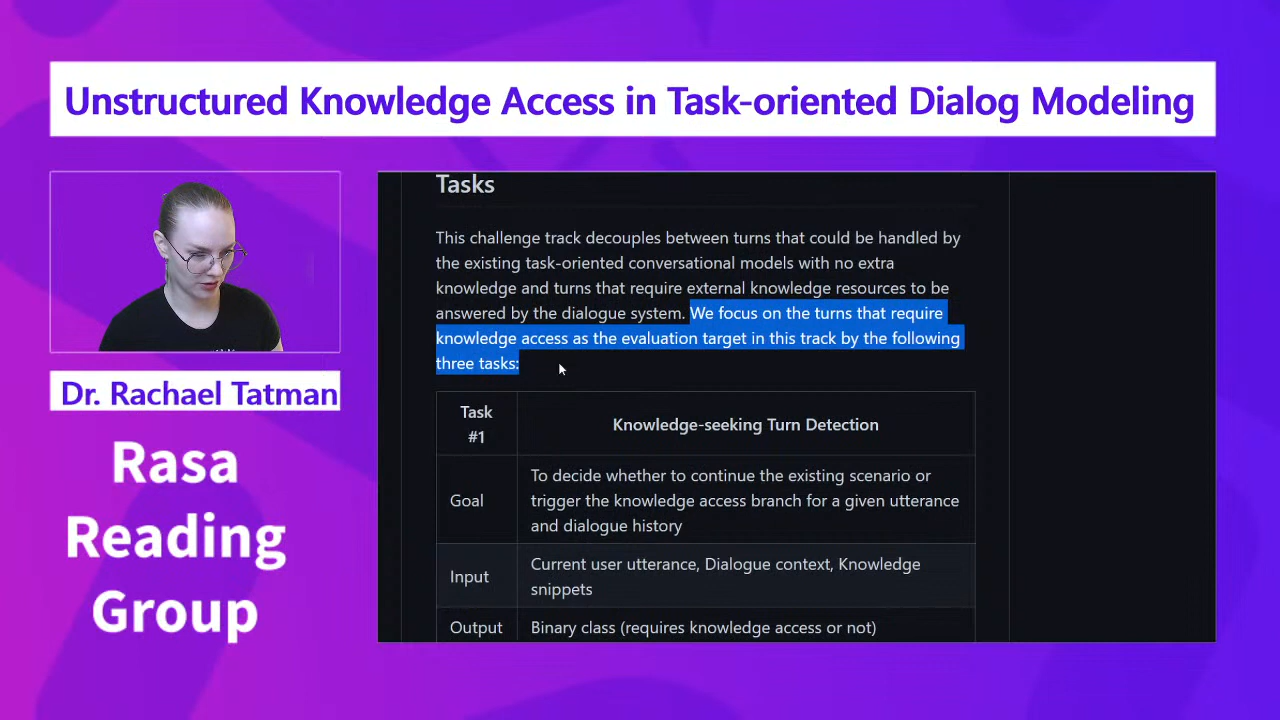 Unstructured Knowledge Access in Task-oriented Dialog Modeling
Dr. Rachael Tatman
Rasa
Reading
Group
Tasks
This challenge track decouples between turns that could be handled by
the existing task-oriented conversational models with no extra
knowledge and turns that require external knowledge resources to be
answered by the dialogue system. We focus on the turns that require
knowledge access as the evaluation target in this track by the following
three tasks:
Task
#1
Knowledge-seeking Turn Detection
Goal
To decide whether to continue the existing scenario or
trigger the knowledge access branch for a given utterance
and dialogue history
Input
Current user utterance, Dialogue context, Knowledge
snippets
Output
Binary class (requires knowledge access or not)